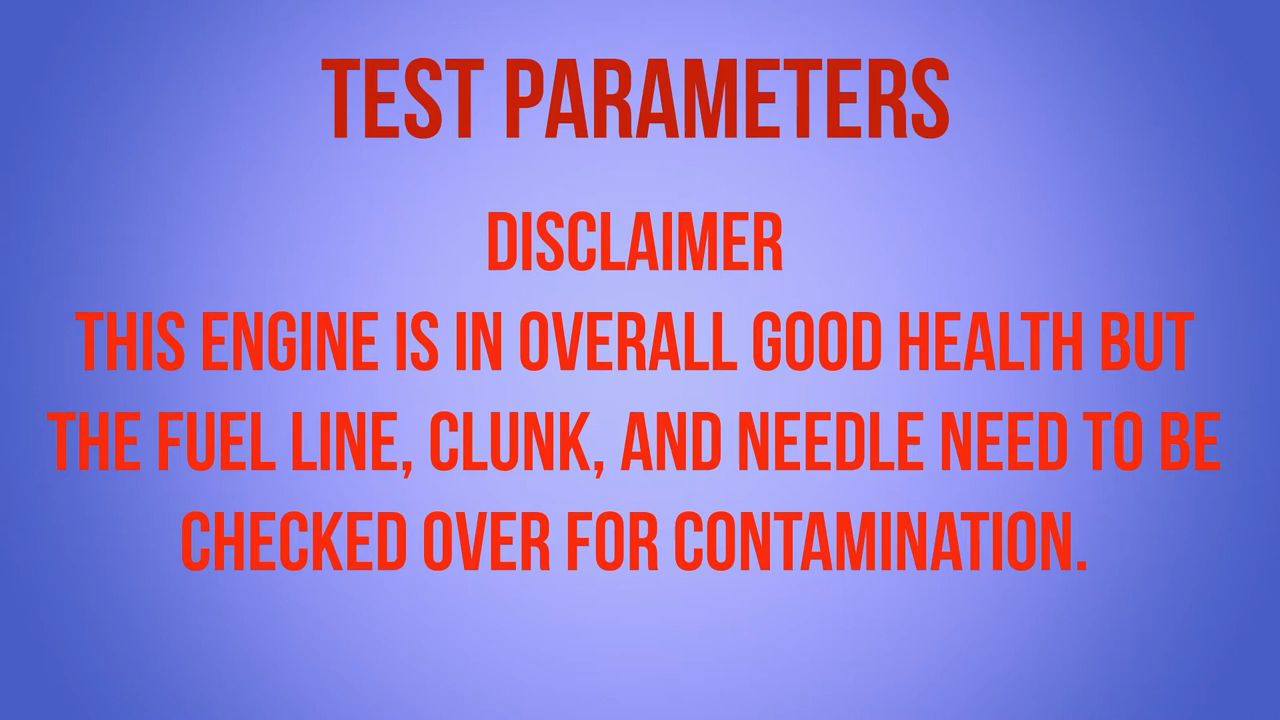 TEST PARAMETERS
DISCLAIMER
THIS ENGINE IS IN OVERALL GOOD HEALTH BUT
THE FUEL LINE, CLUNK, AND NEEDLE NEED TO BE
CHECKED OVER FOR CONTAMINATION.